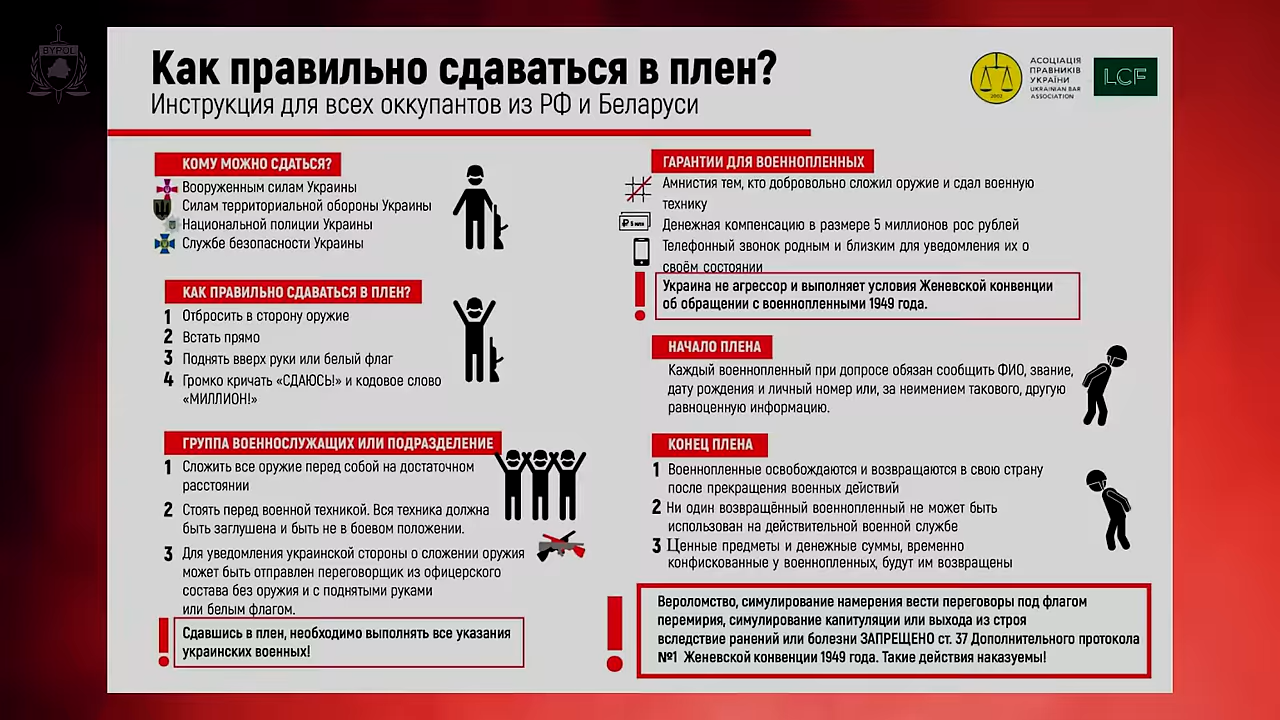 BYPOL
Как правильно сдаваться в плен?
Инструкция для всех оккупантов из РФ и Беларуси
АСОЦІАЦІЯ
ПРАВНИКІВ
УКРАЇНИ
UKRAINIAN BAR
ASSOCIATION
2002
LCF
КОМУ МОЖНО СДАТЬСЯ?
Вооруженным силам Украины
Силам территориальной обороны Украины
Национальной полиции Украины
Службе безопасности Украины
КАК ПРАВИЛЬНО СДАВАТЬСЯ В ПЛЕН?
1 Отбросить в сторону оружие
2 Встать прямо
3 Поднять вверх руки или белый флаг
4 Громко кричать «СДАЮСЬ!» и кодовое слово
«МИЛЛИОН!»
ГРУППА ВОЕННОСЛУЖАЩИХ ИЛИ ПОДРАЗДЕЛЕНИЕ
1 Сложить все оружие перед собой на достаточном
расстоянии
2 Стоять перед военной техникой. Вся техника должна
быть заглушена и быть не в боевом положении.
3 Для уведомления украинской стороны о сложении оружия
может быть отправлен переговорщик из офицерского
состава без оружия и с поднятыми руками
или белым флагом.
Сдавшись в плен, необходимо выполнять все указания
украинских военных!
ГАРАНТИИ ДЛЯ ВОЕННОПЛЕННЫХ
Амнистия тем, кто добровольно сложил оружие и сдал военную
технику
₽ 5 млн
Денежная компенсацию в размере 5 миллионов рос рублей
Телефонный звонок родным и близким для уведомления их о
своём состоянии
Украина не агрессор и выполняет условия Женевской конвенции
об обращении с военнопленными 1949 года.
НАЧАЛО ПЛЕНА
Каждый военнопленный при допросе обязан сообщить ФИО, звание,
дату рождения и личный номер или, за неимением такового, другую
равноценную информацию.
КОНЕЦ ПЛЕНА
1 Военнопленные освобождаются и возвращаются в свою страну
после прекращения военных действий
2 Ни один возвращённый военнопленный не может быть
использован на действительной военной службе
3 Ценные предметы и денежные суммы, временно
конфискованные у военнопленных, будут им возвращены
Вероломство, симулирование намерения вести переговоры под флагом
перемирия, симулирование капитуляции или выхода из строя
вследствие ранений или болезни ЗАПРЕЩЕНО ст. 37 Дополнительного протокола
№1 Женевской конвенции 1949 года. Такие действия наказуемы!